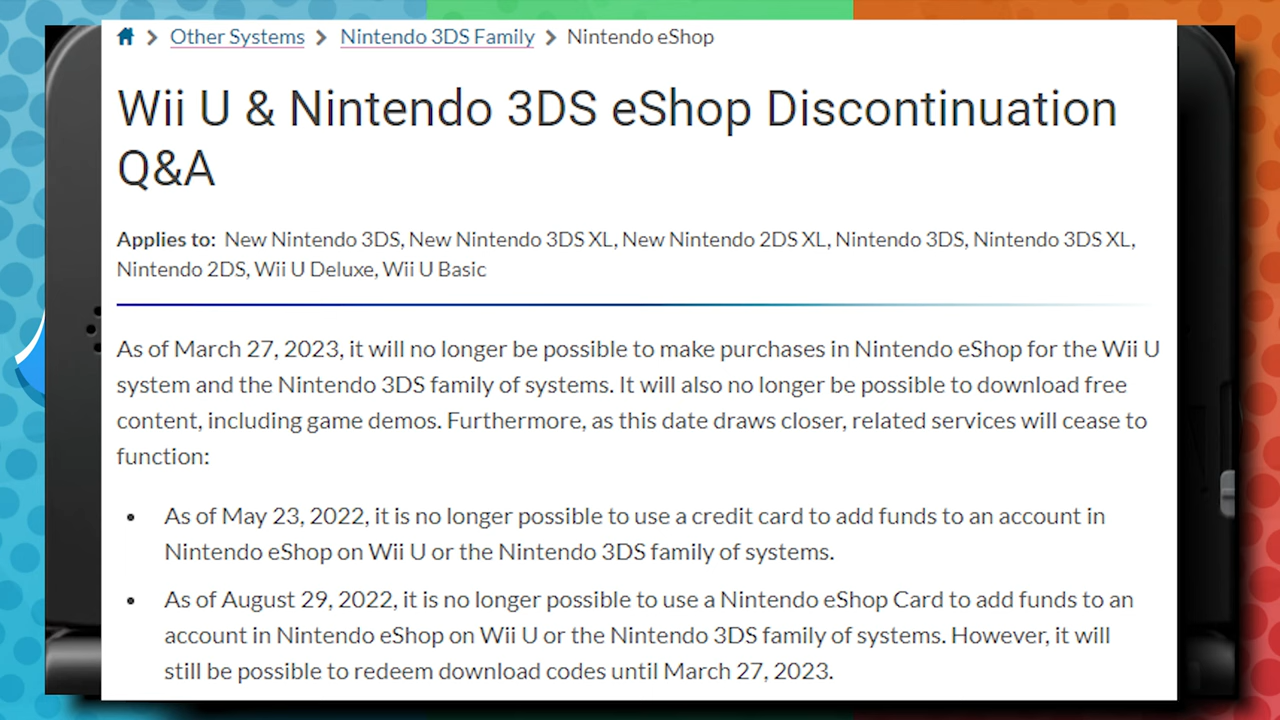 Other Systems > Nintendo 3DS Family > Nintendo eShop
Wii U & Nintendo 3DS eShop Discontinuation
Q&A
Applies to: New Nintendo 3DS, New Nintendo 3DS XL, New Nintendo 2DS XL, Nintendo 3DS, Nintendo 3DS XL,
Nintendo 2DS, Wii U Deluxe, Wii U Basic
As of March 27, 2023, it will no longer be possible to make purchases in Nintendo eShop for the Wii U
system and the Nintendo 3DS family of systems. It will also no longer be possible to download free
content, including game demos. Furthermore, as this date draws closer, related services will cease to
function:
• As of May 23, 2022, it is no longer possible to use a credit card to add funds to an account in
Nintendo eShop on Wii U or the Nintendo 3DS family of systems.
• As of August 29, 2022, it is no longer possible to use a Nintendo eShop Card to add funds to an
account in Nintendo eShop on Wii U or the Nintendo 3DS family of systems. However, it will
still be possible to redeem download codes until March 27, 2023.